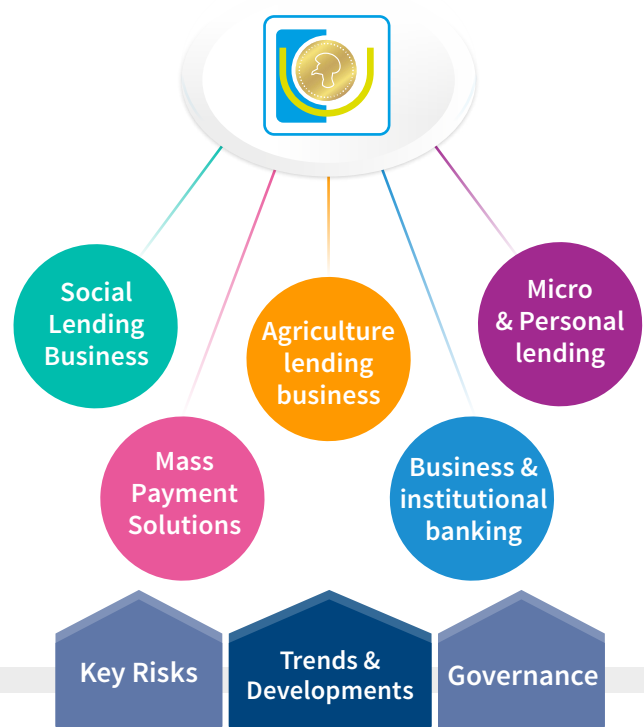 Social
Lending
Business
Agriculture
lending
business
Micro
& Personal
lending
Mass
Payment
Solutions
Business &
institutional
banking
Key Risks
Trends &
Developments
Governance